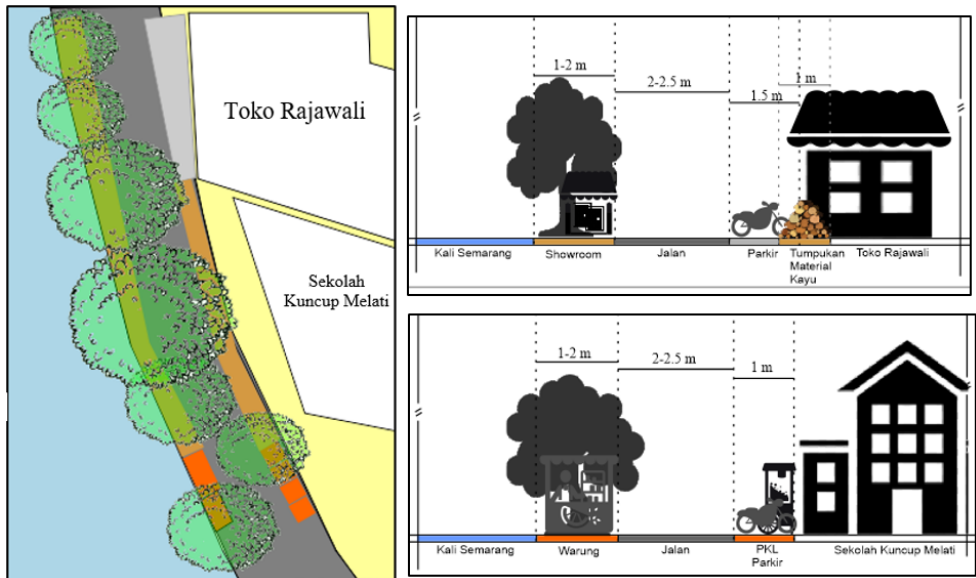 Toko Rajawali
Sekolah
Kuncup Melati
1-2 m
2-2.5 m
1 m
1.5 m
Kali Semarang
Showroom
Jalan
Parkir
Tumpukan
Material
Kayu
Toko Rajawali
1-2 m
2-2.5 m
1 m
Kali Semarang
Warung
Jalan
PKL
Parkir
Sekolah Kuncup Melati